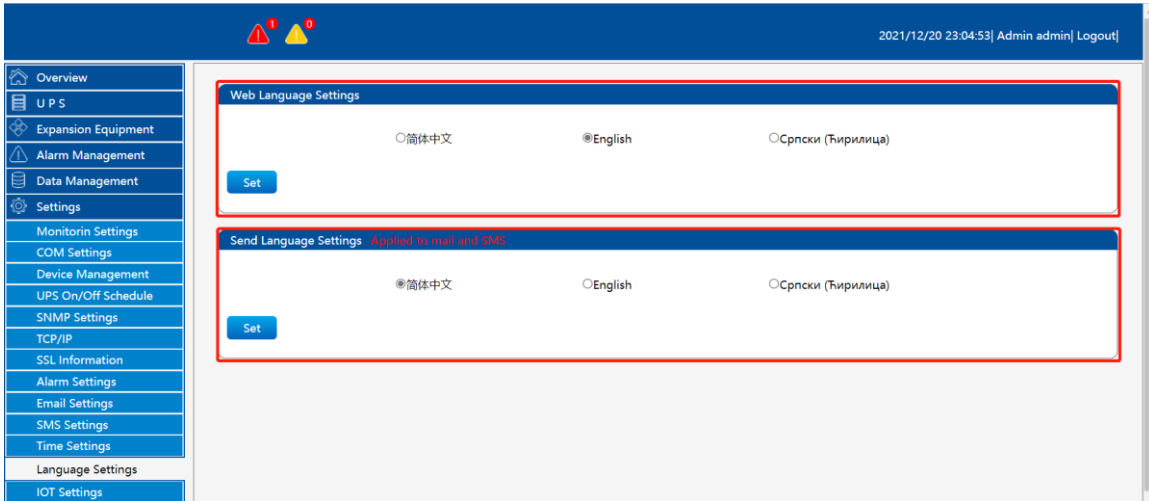 1 0
2021/12/20 23:04:53| Admin admin| Logout|
Overview
UPS
Expansion Equipment
Alarm Management
Data Management
Settings
Monitorin Settings
COM Settings
Device Management
UPS On/Off Schedule
SNMP Settings
TCP/IP
SSL Information
Alarm Settings
Email Settings
SMS Settings
Time Settings
Language Settings
IOT Settings
Web Language Settings
简体中文 English Српски (Ћирилица)
Set
Send Language Settings Applied to mail and SMS
简体中文 English Српски (Ћирилица)
Set